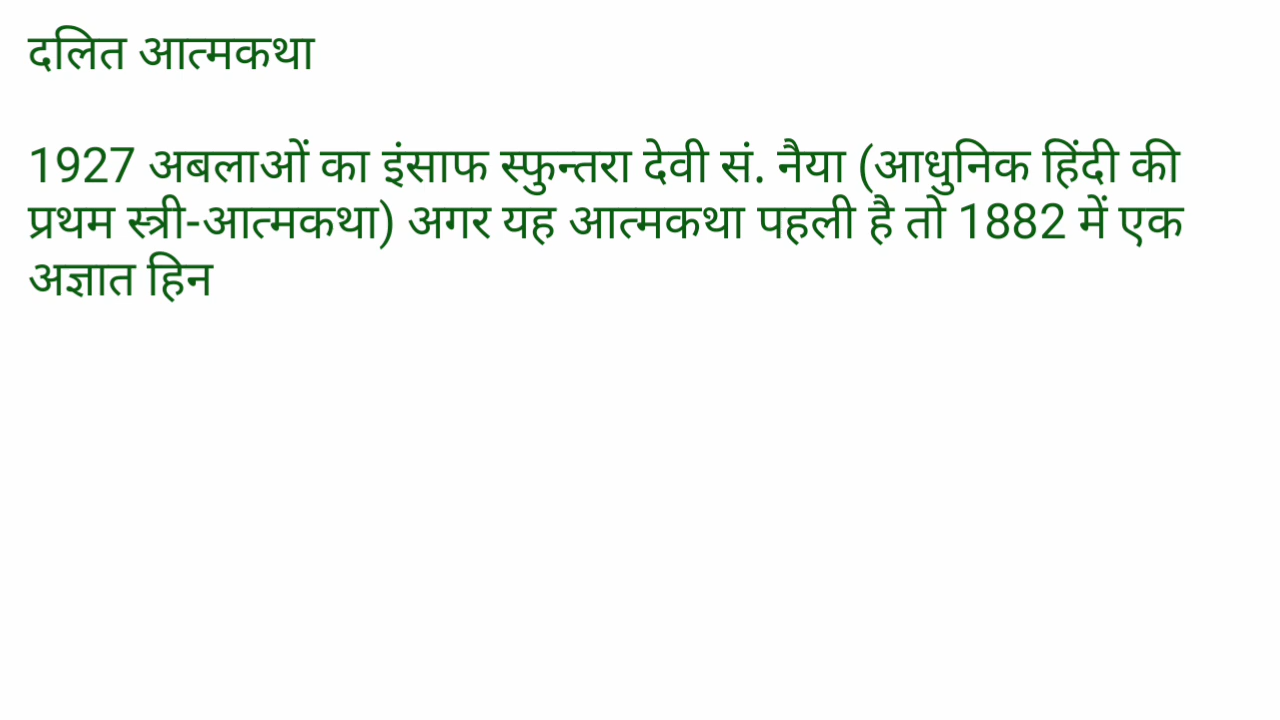 दलित आत्मकथा
1927 अबलाओं का इंसाफ स्फुन्तरा देवी सं. नैया (आधुनिक हिंदी की
प्रथम स्त्री-आत्मकथा) अगर यह आत्मकथा पहली है तो 1882 में एक
अज्ञात हिन